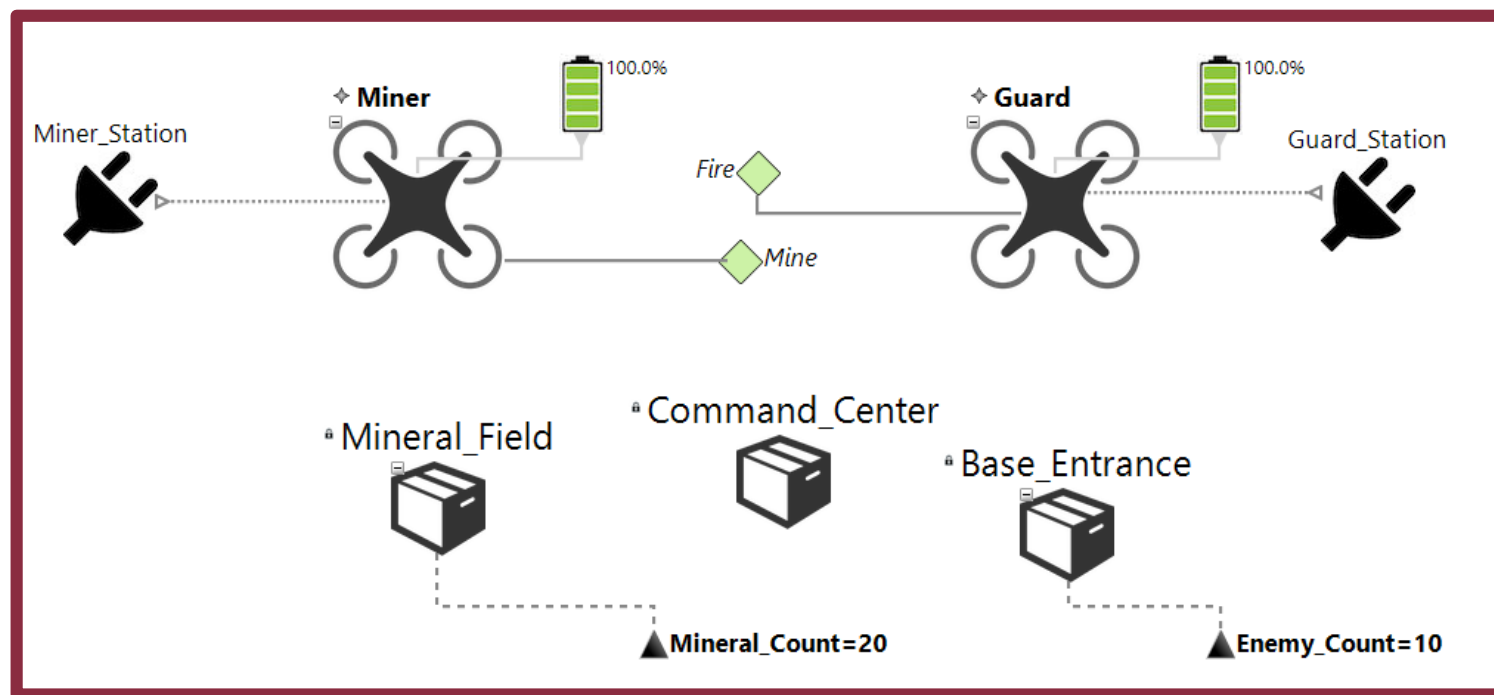 100.0%
100.0%
Miner
Guard
Miner_Station
Guard_Station
Fire
Mine
Command_Center
Mineral_Field
Base_Entrance
Mineral_Count=20
Enemy_Count=10